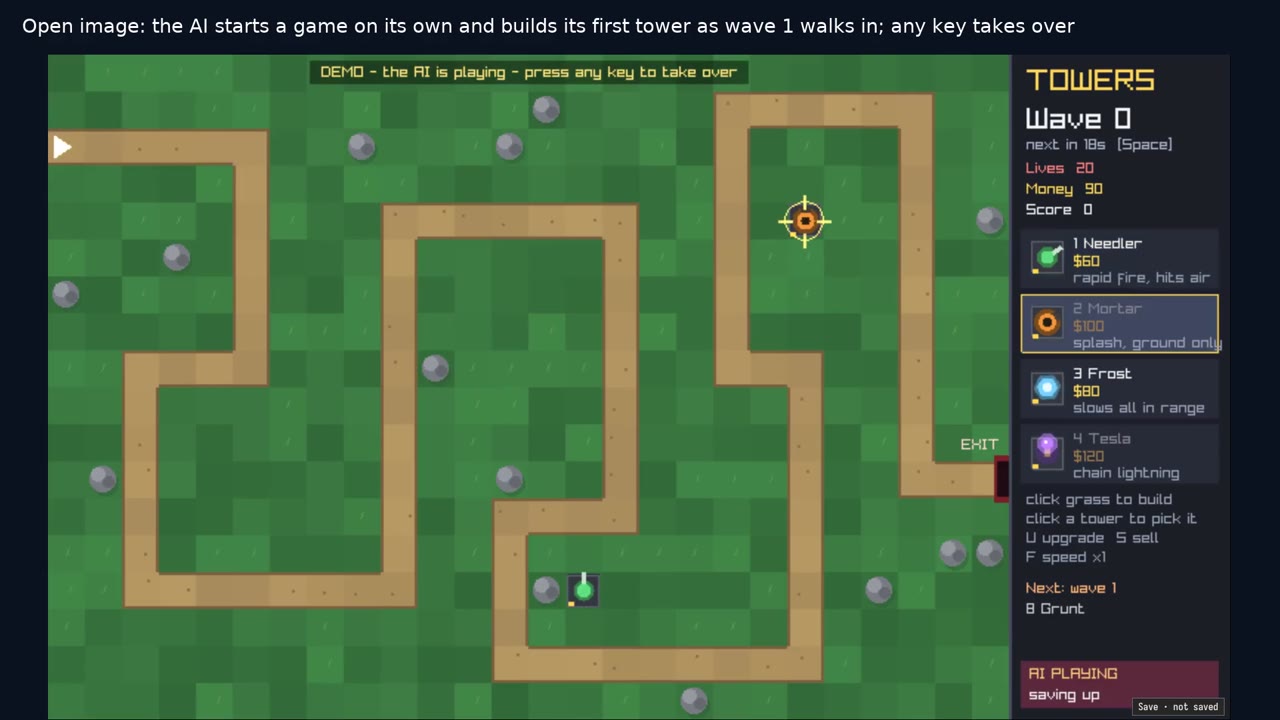 Open image: the AI starts a game on its own and builds its first tower as wave 1 walks in; any key takes over
DEMO - the AI is playing - press any key to take over
TOWERS
Wave 0
next in 18s [Space]
Lives 20
Money 90
Score 0
1 Needler
$60
rapid fire, hits air
2 Mortar
$100
splash, ground only
3 Frost
$80
slows all in range
4 Tesla
$120
chain lightning
EXIT
click grass to build
click a tower to pick it
U upgrade S sell
F speed x1
Next: wave 1
8 Grunt
AI PLAYING
saving up
Save · not saved